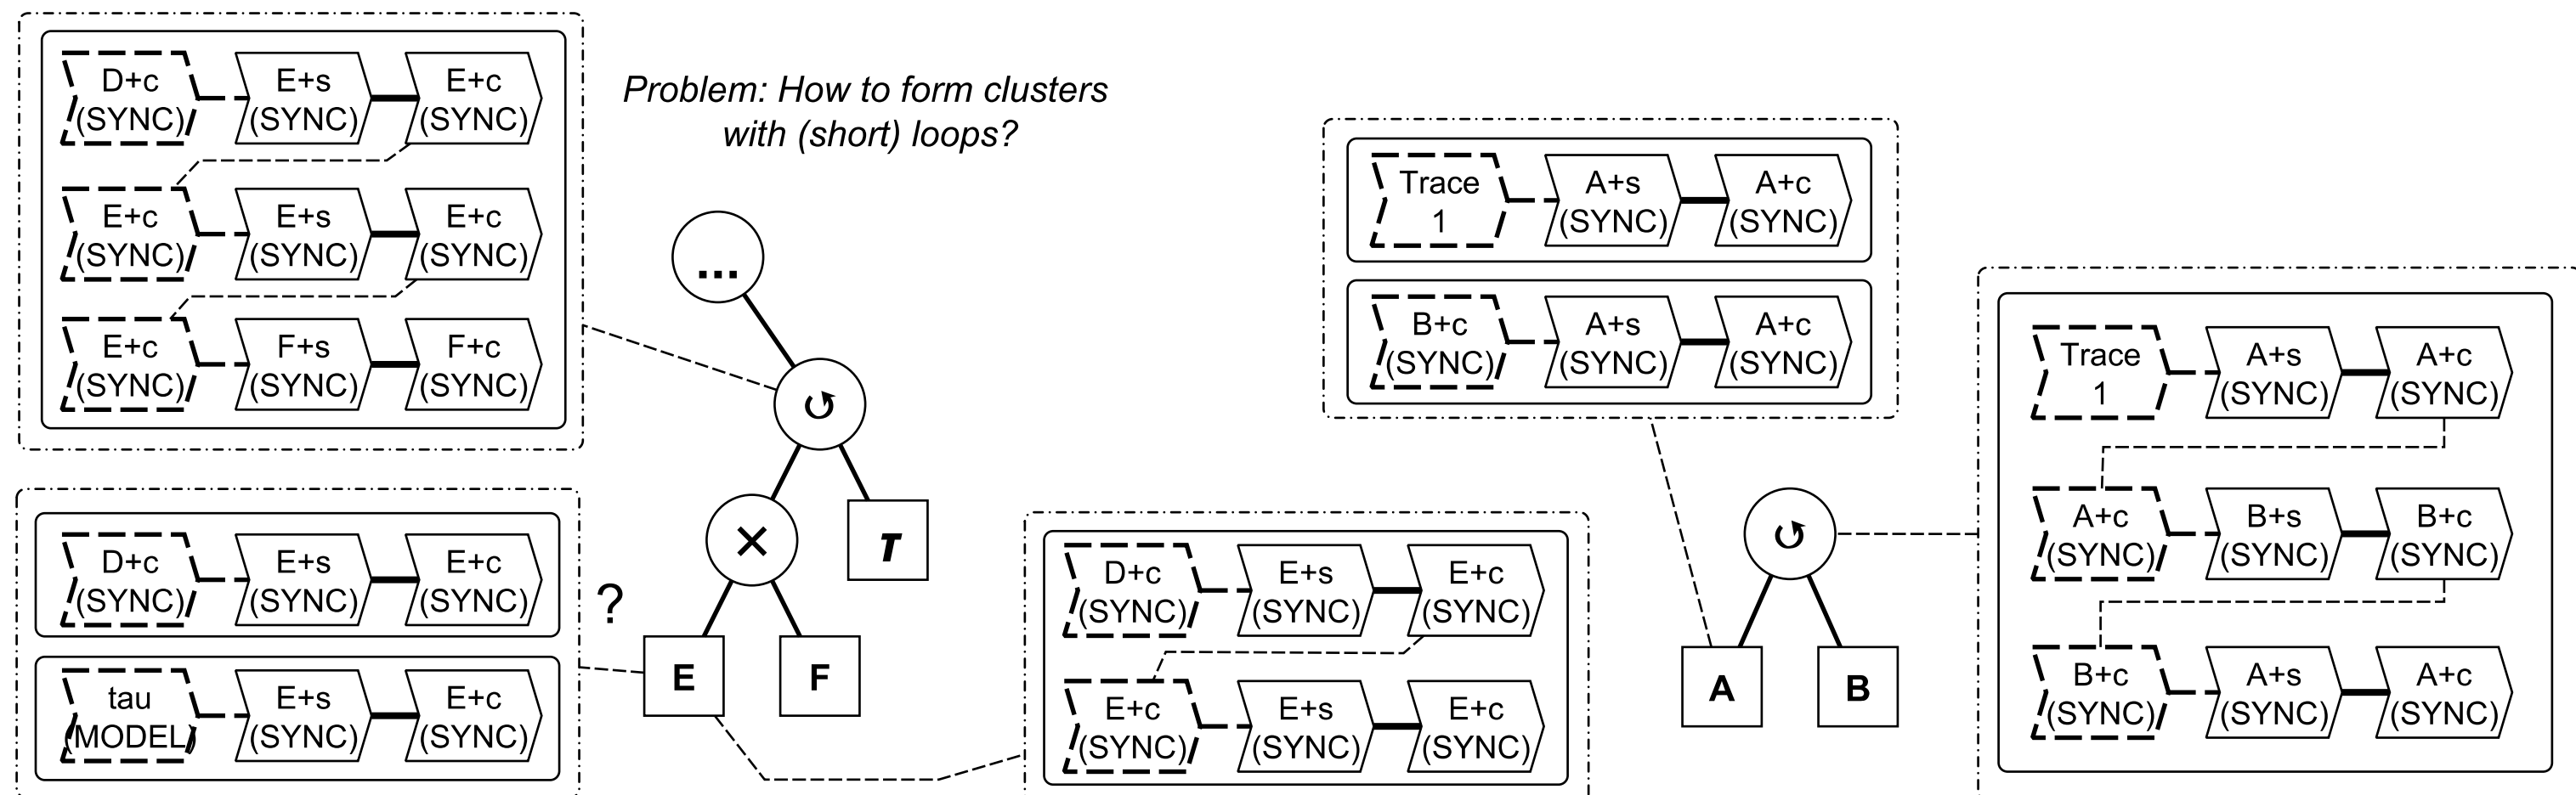 D+c E+s E+c
(SYNC) (SYNC) (SYNC)
E+c E+s E+c
(SYNC) (SYNC) (SYNC)
E+c F+s F+c
(SYNC) (SYNC) (SYNC)
Problem: How to form clusters
with (short) loops?
...
↺
×
τ
E
F
?
D+c E+s E+c
(SYNC) (SYNC) (SYNC)
tau E+s E+c
(MODEL) (SYNC) (SYNC)
D+c E+s E+c
(SYNC) (SYNC) (SYNC)
E+c E+s E+c
(SYNC) (SYNC) (SYNC)
Trace A+s A+c
1 (SYNC) (SYNC)
B+c A+s A+c
(SYNC) (SYNC) (SYNC)
↺
A
B
Trace A+s A+c
1 (SYNC) (SYNC)
A+c B+s B+c
(SYNC) (SYNC) (SYNC)
B+c A+s A+c
(SYNC) (SYNC) (SYNC)